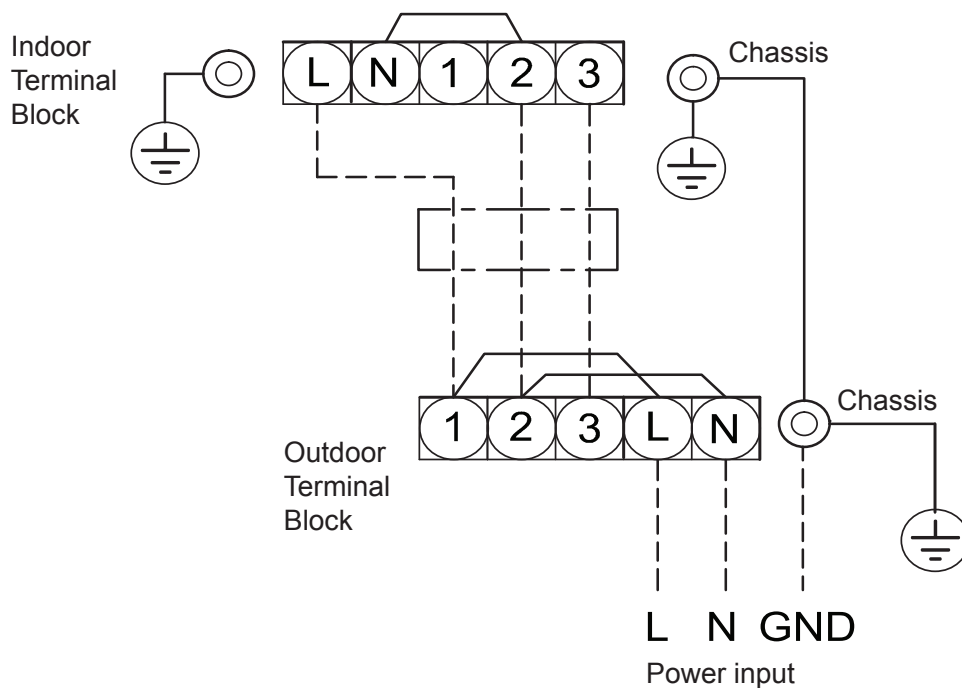 Indoor
Terminal
Block
L N 1 2 3
Chassis
Chassis
1 2 3 L N
Outdoor
Terminal
Block
L N GND
Power input